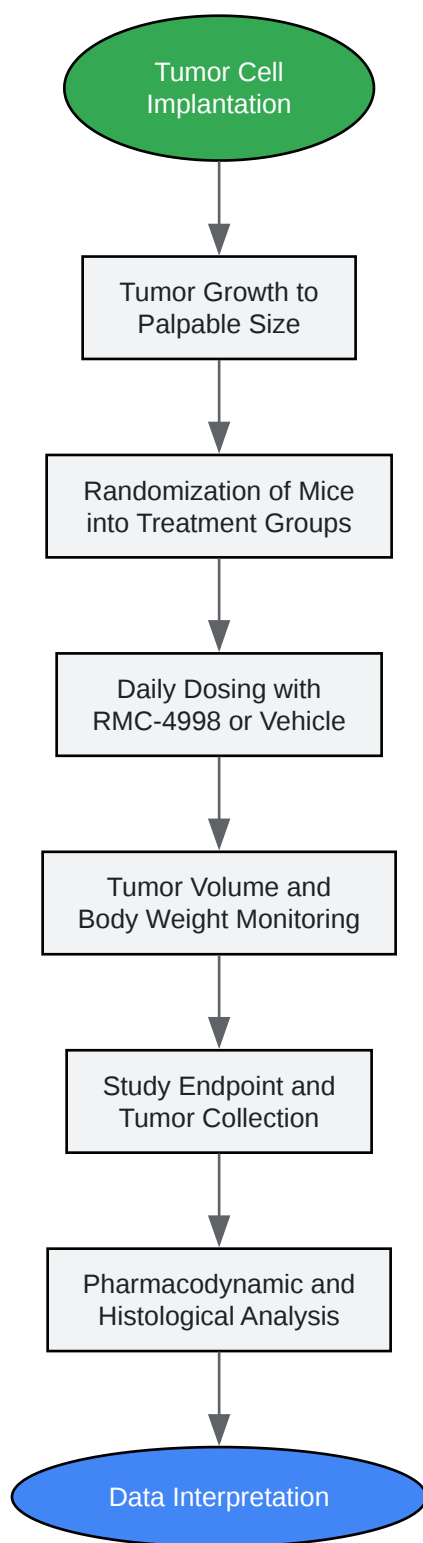 Tumor Cell
Implantation
Tumor Growth to
Palpable Size
Randomization of Mice
into Treatment Groups
Daily Dosing with
RMC-4998 or Vehicle
Tumor Volume and
Body Weight Monitoring
Study Endpoint and
Tumor Collection
Pharmacodynamic and
Histological Analysis
Data Interpretation